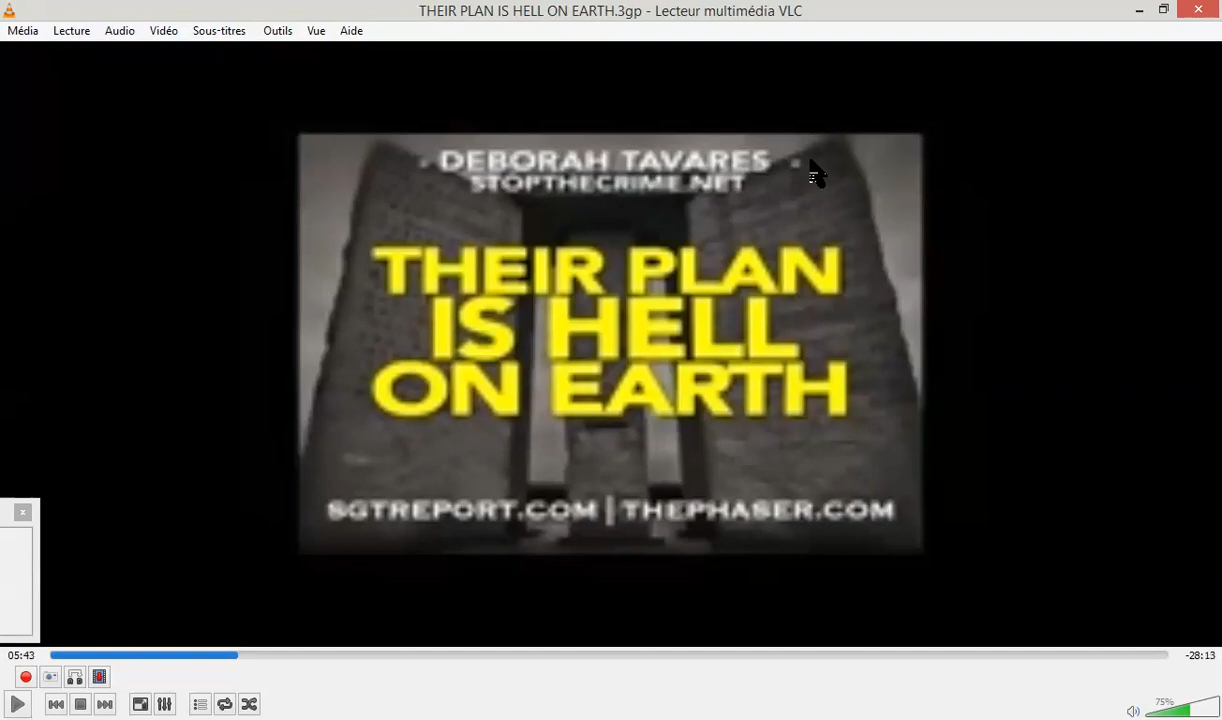 THEIR PLAN IS HELL ON EARTH.3gp - Lecteur multimédia VLC
Média Lecture Audio Vidéo Sous-titres Outils Vue Aide
- DEBORAH TAVARES -
STOPTHECRIME.NET
THEIR PLAN
IS HELL
ON EARTH
SGTREPORT.COM | THEPHASER.COM
05:43 -28:13
75%